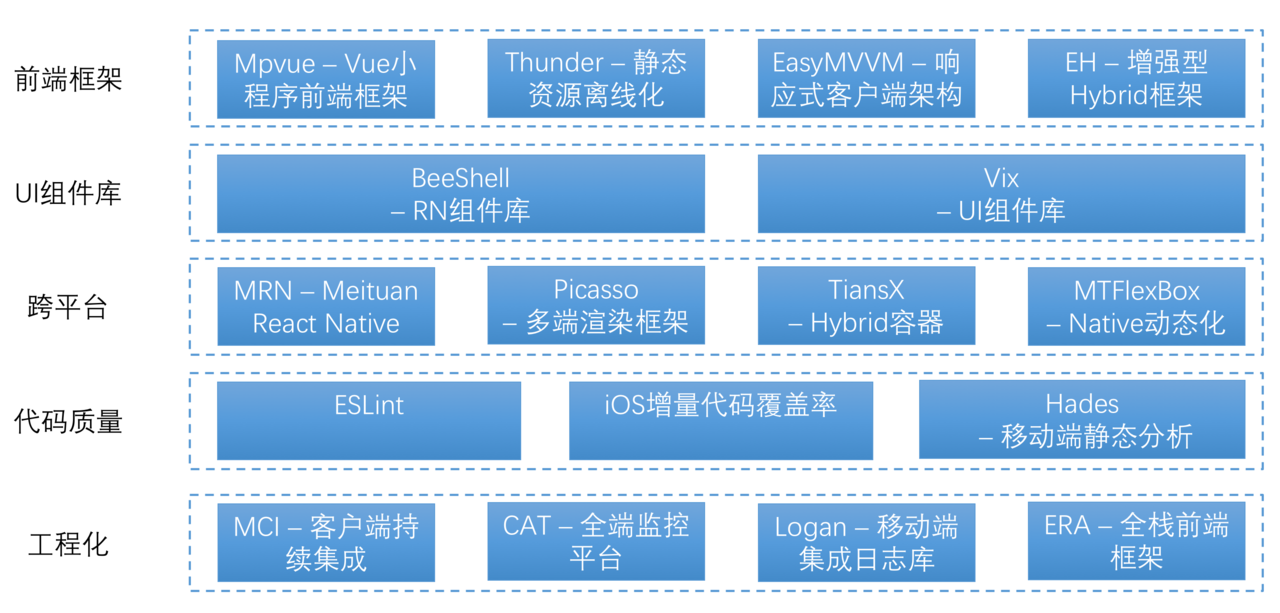 前端框架
Mpvue – Vue小
程序前端框架
Thunder – 静态
资源离线化
EasyMVVM – 响
应式客户端架构
EH – 增强型
Hybrid框架
UI组件库
BeeShell
– RN组件库
Vix
– UI组件库
跨平台
MRN – Meituan
React Native
Picasso
– 多端渲染框架
TiansX
– Hybrid容器
MTFlexBox
– Native动态化
代码质量
ESLint
iOS增量代码覆盖率
Hades
– 移动端静态分析
工程化
MCI – 客户端持
续集成
CAT – 全端监控
平台
Logan – 移动端
集成日志库
ERA – 全栈前端
框架